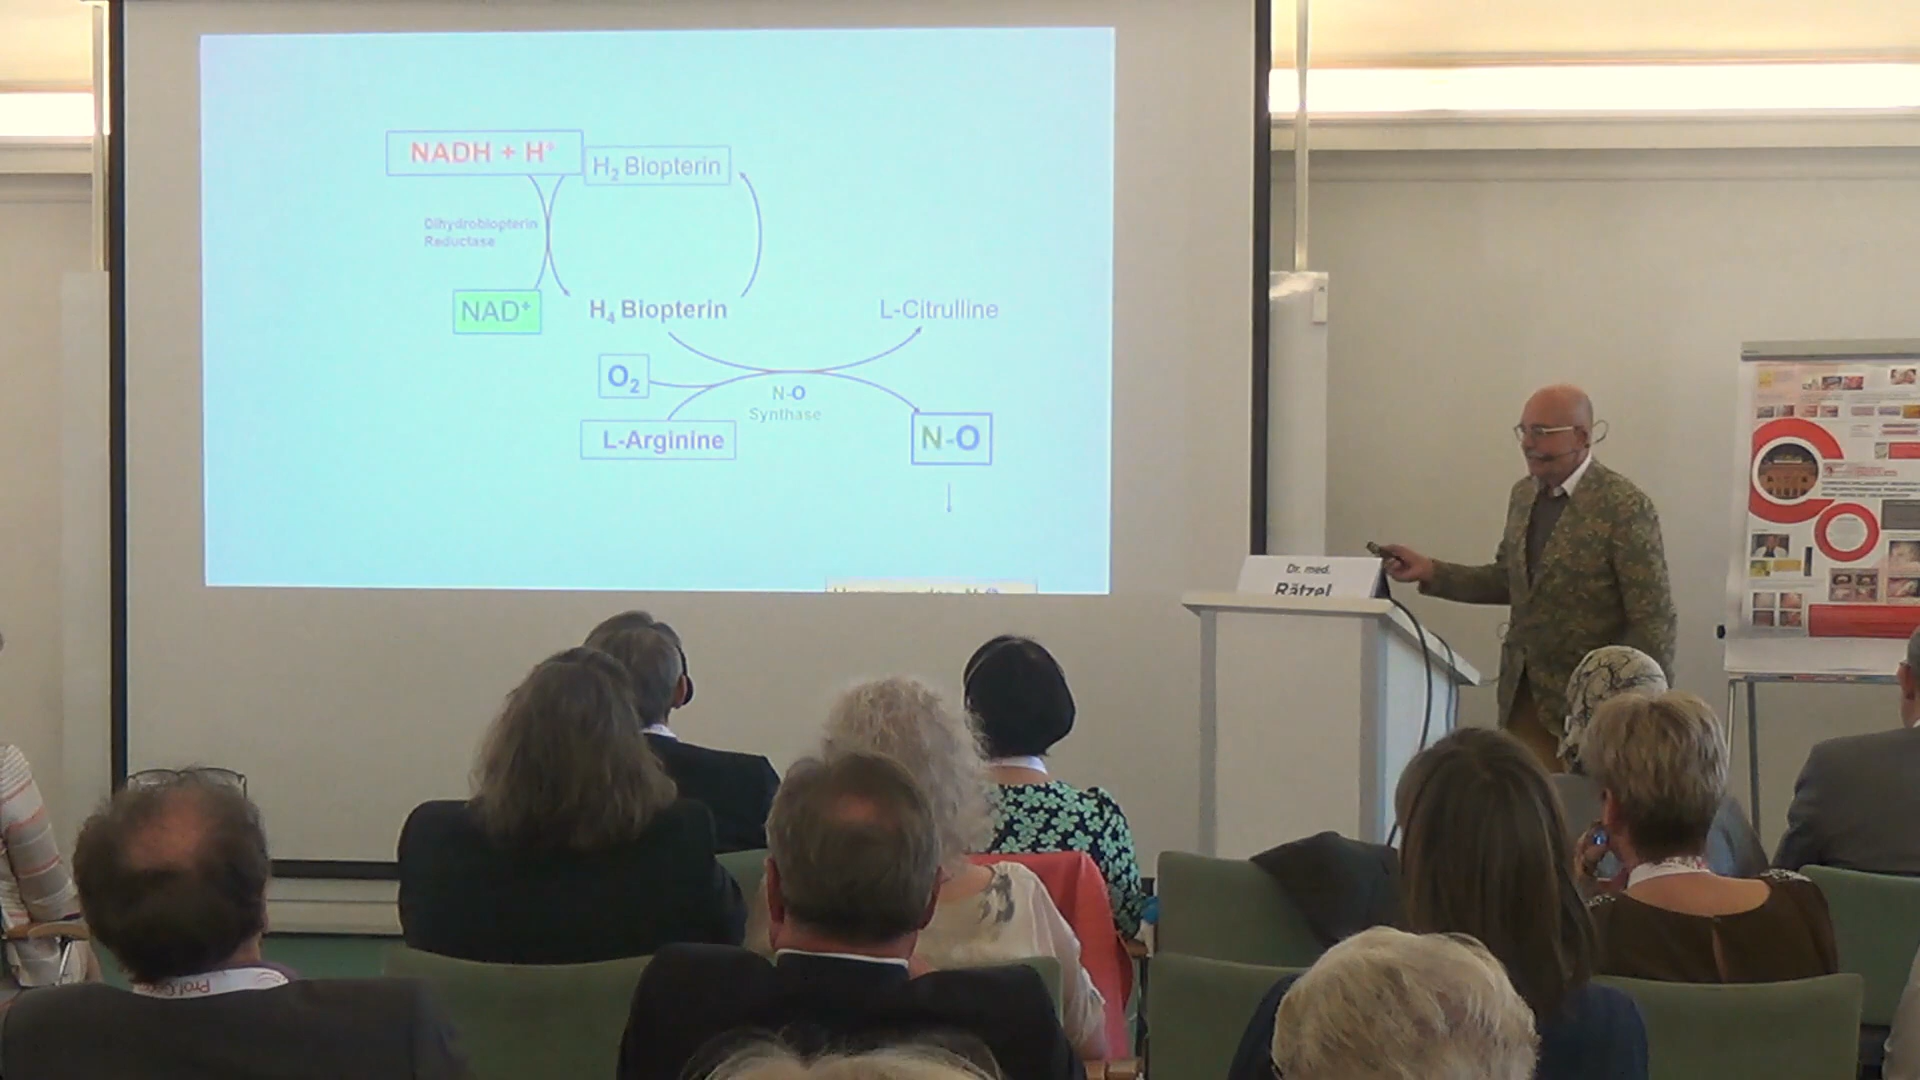 NADH + H⁺
H₂ Biopterin
Dihydrobiopterin
Reductase
NAD⁺
H₄ Biopterin
L-Citrulline
O₂
N-O
Synthase
L-Arginine
N-O
Dr. med.
Rätzel